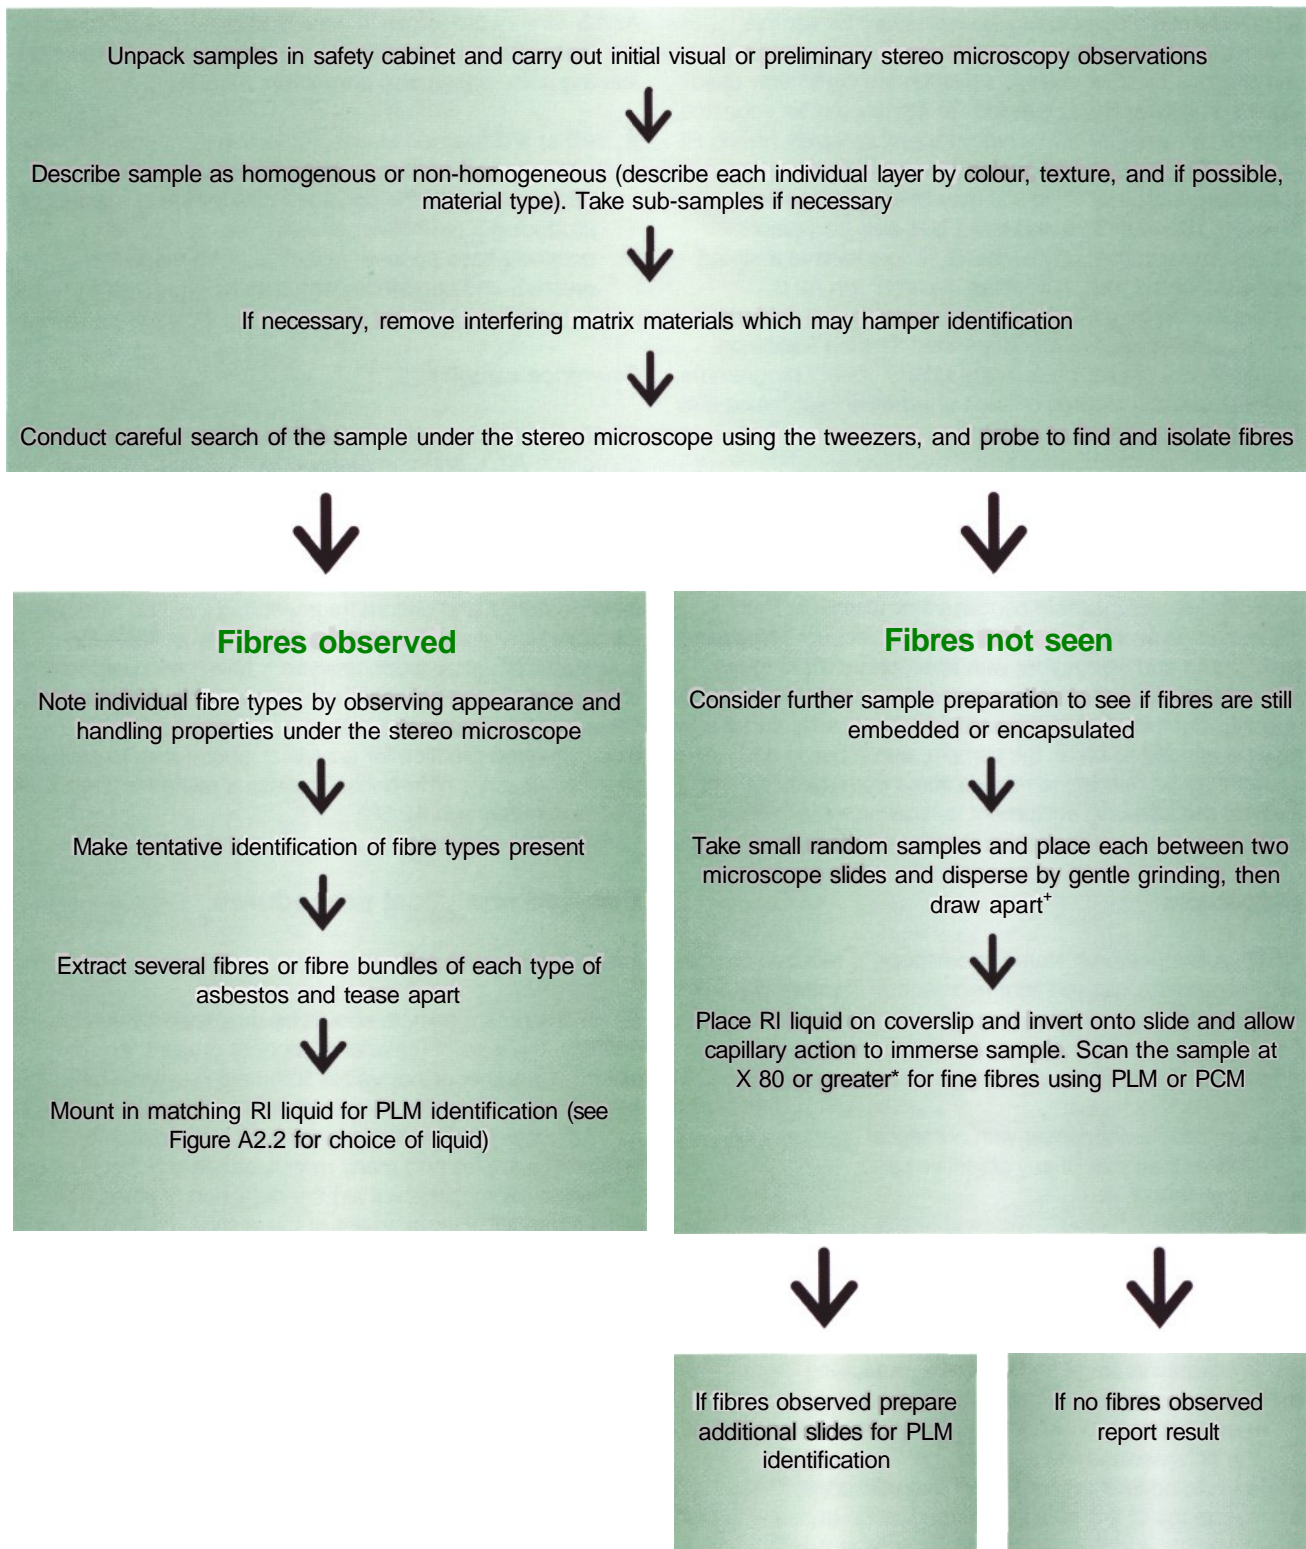 Unpack samples in safety cabinet and carry out initial visual or preliminary stereo microscopy observations
Describe sample as homogenous or non-homogeneous (describe each individual layer by colour, texture, and if possible,
material type). Take sub-samples if necessary
If necessary, remove interfering matrix materials which may hamper identification
Conduct careful search of the sample under the stereo microscope using the tweezers, and probe to find and isolate fibres
Fibres observed
Note individual fibre types by observing appearance and
handling properties under the stereo microscope
Make tentative identification of fibre types present
Extract several fibres or fibre bundles of each type of
asbestos and tease apart
Mount in matching RI liquid for PLM identification (see
Figure A2.2 for choice of liquid)
Fibres not seen
Consider further sample preparation to see if fibres are still
embedded or encapsulated
Take small random samples and place each between two
microscope slides and disperse by gentle grinding, then
draw apart+
Place RI liquid on coverslip and invert onto slide and allow
capillary action to immerse sample. Scan the sample at
X 80 or greater* for fine fibres using PLM or PCM
If fibres observed prepare
additional slides for PLM
identification
If no fibres observed
report result